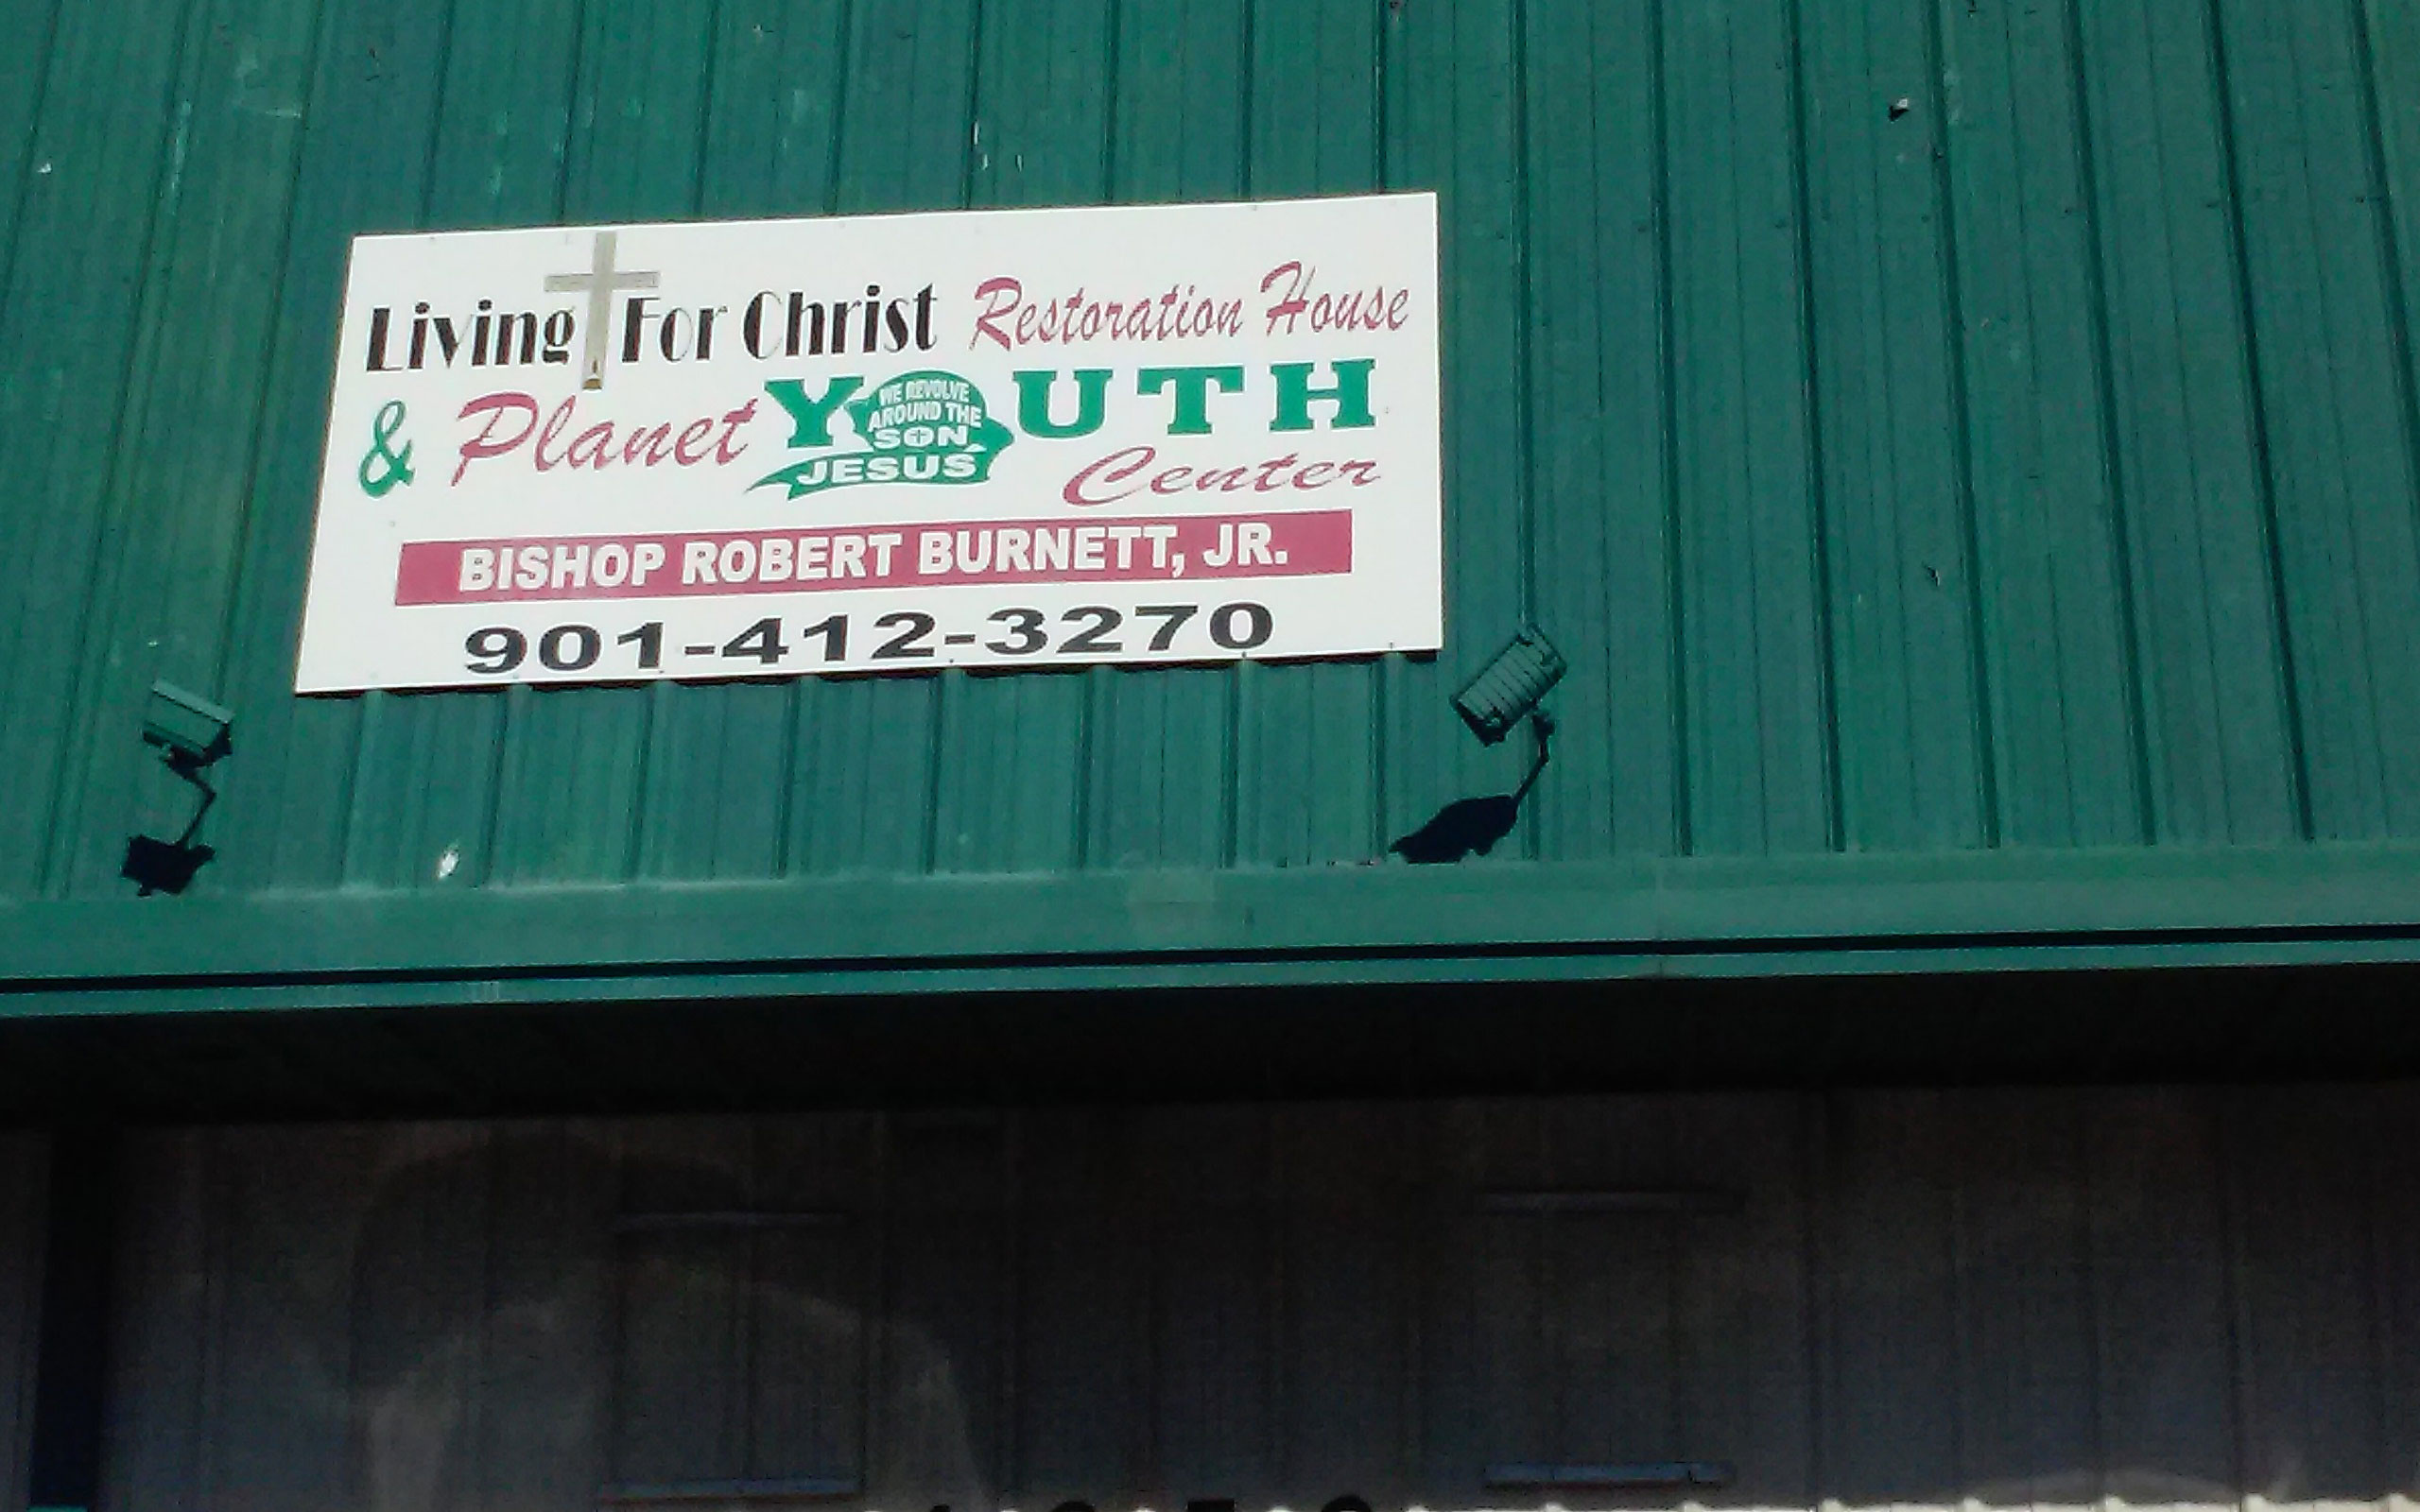 Living For Christ Restoration House
& Planet YOUTH
WE REVOLVE
AROUND THE
SON,
JESUS
Center
BISHOP ROBERT BURNETT, JR.
901-412-3270